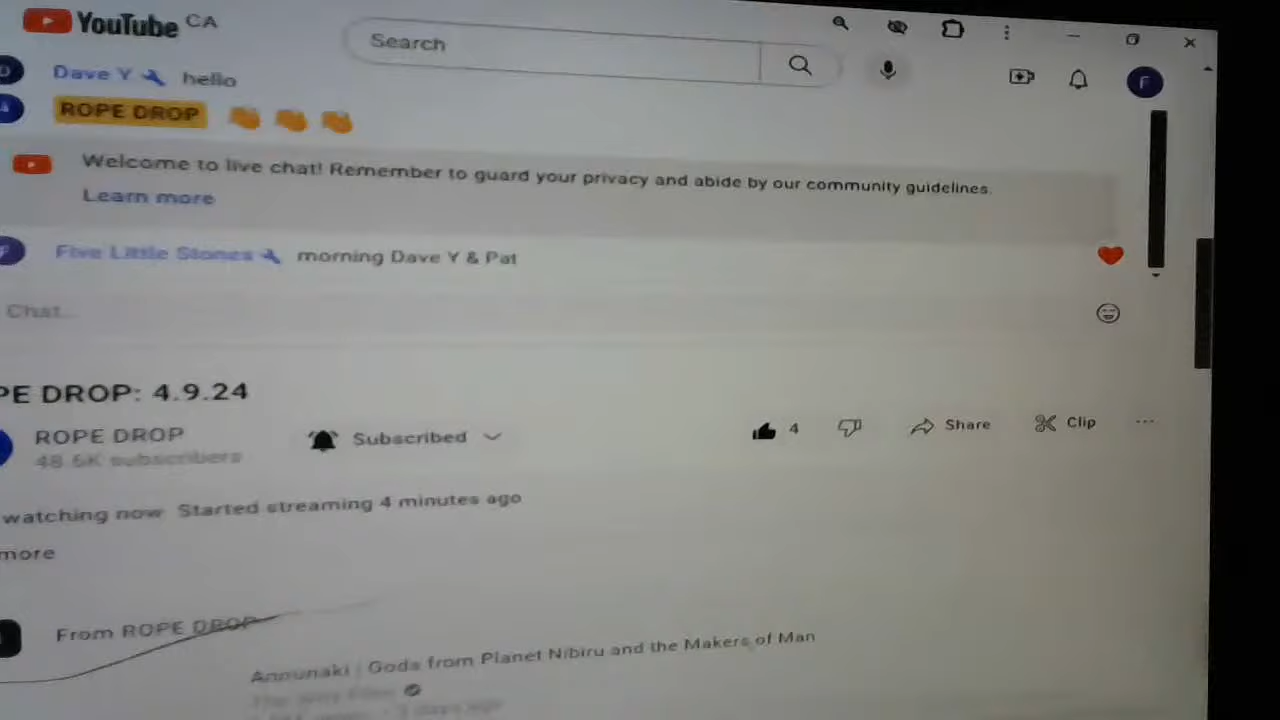 YouTube CA
Search
Dave Y hello
ROPE DROP
Welcome to live chat! Remember to guard your privacy and abide by our community guidelines.
Learn more
Five Little Stones morning Dave Y & Pat
Chat...
PE DROP: 4.9.24
ROPE DROP
48.6K subscribers
Subscribed
4
Share
Clip
watching now Started streaming 4 minutes ago
more
From ROPE DROP
Annunaki : Gods from Planet Nibiru and the Makers of Man
days ago
F